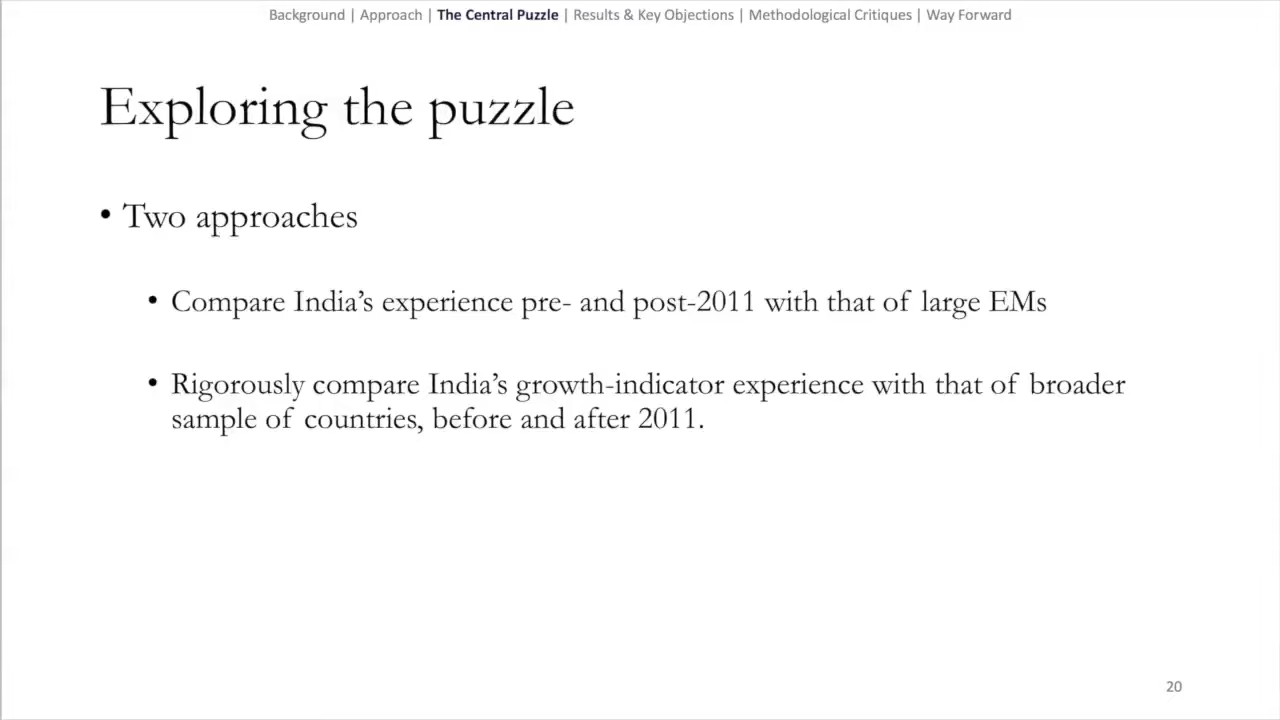 Background | Approach | The Central Puzzle | Results & Key Objections | Methodological Critiques | Way Forward
Exploring the puzzle
• Two approaches
• Compare India’s experience pre- and post-2011 with that of large EMs
• Rigorously compare India’s growth-indicator experience with that of broader
sample of countries, before and after 2011.
20